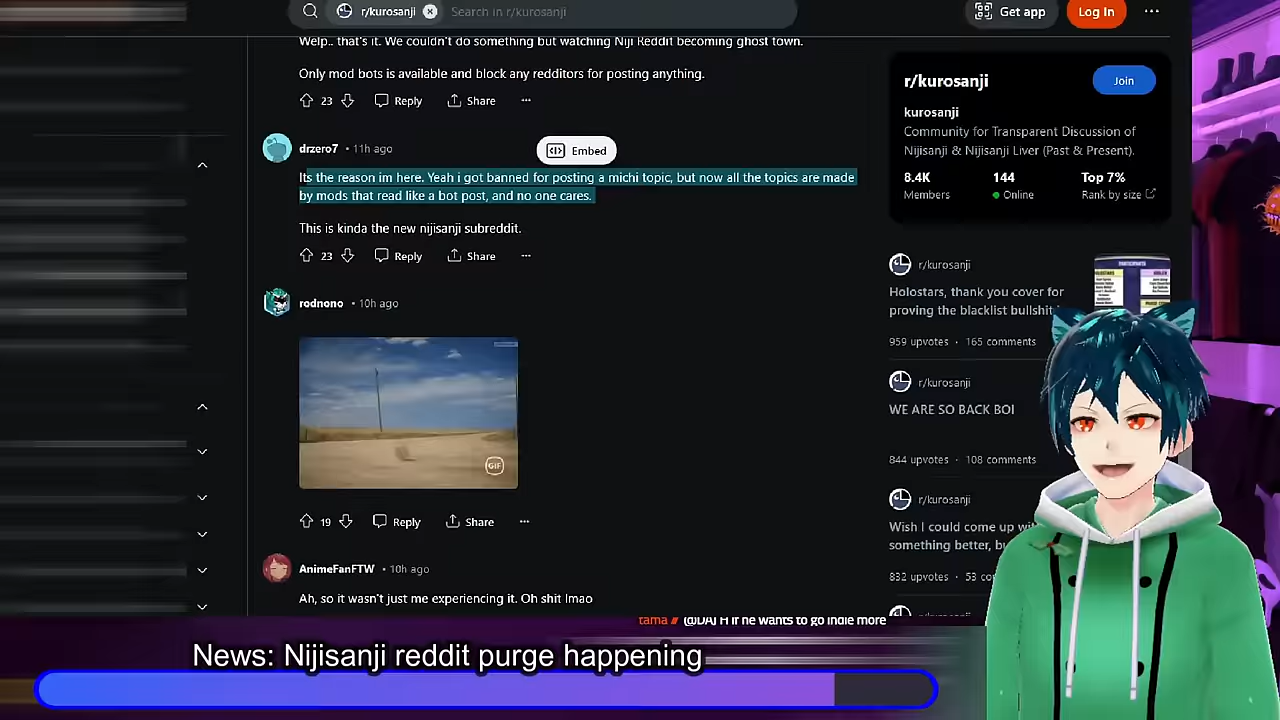 r/kurosanji
Search in r/kurosanji
Get app
Log In
Welp.. that's it. We couldn't do something but watching Niji Reddit becoming ghost town.
Only mod bots is available and block any redditors for posting anything.
23
Reply
Share
drzero7 • 11h ago
Embed
Its the reason im here. Yeah i got banned for posting a michi topic, but now all the topics are made
by mods that read like a bot post, and no one cares.
This is kinda the new nijisanji subreddit.
23
Reply
Share
rodnono • 10h ago
GIF
19
Reply
Share
AnimeFanFTW • 10h ago
Ah, so it wasn't just me experiencing it. Oh shit lmao
r/kurosanji
Join
kurosanji
Community for Transparent Discussion of
Nijisanji & Nijisanji Liver (Past & Present).
8.4K
144
Top 7%
Members
Online
Rank by size
r/kurosanji
Holostars, thank you cover for
proving the blacklist bullshit
959 upvotes • 165 comments
r/kurosanji
WE ARE SO BACK BOI
844 upvotes • 108 comments
r/kurosanji
Wish I could come up
something better,
832 upvotes • 53
tama // @DAJ H if he wants to go indie more
News: Nijisanji reddit purge happening